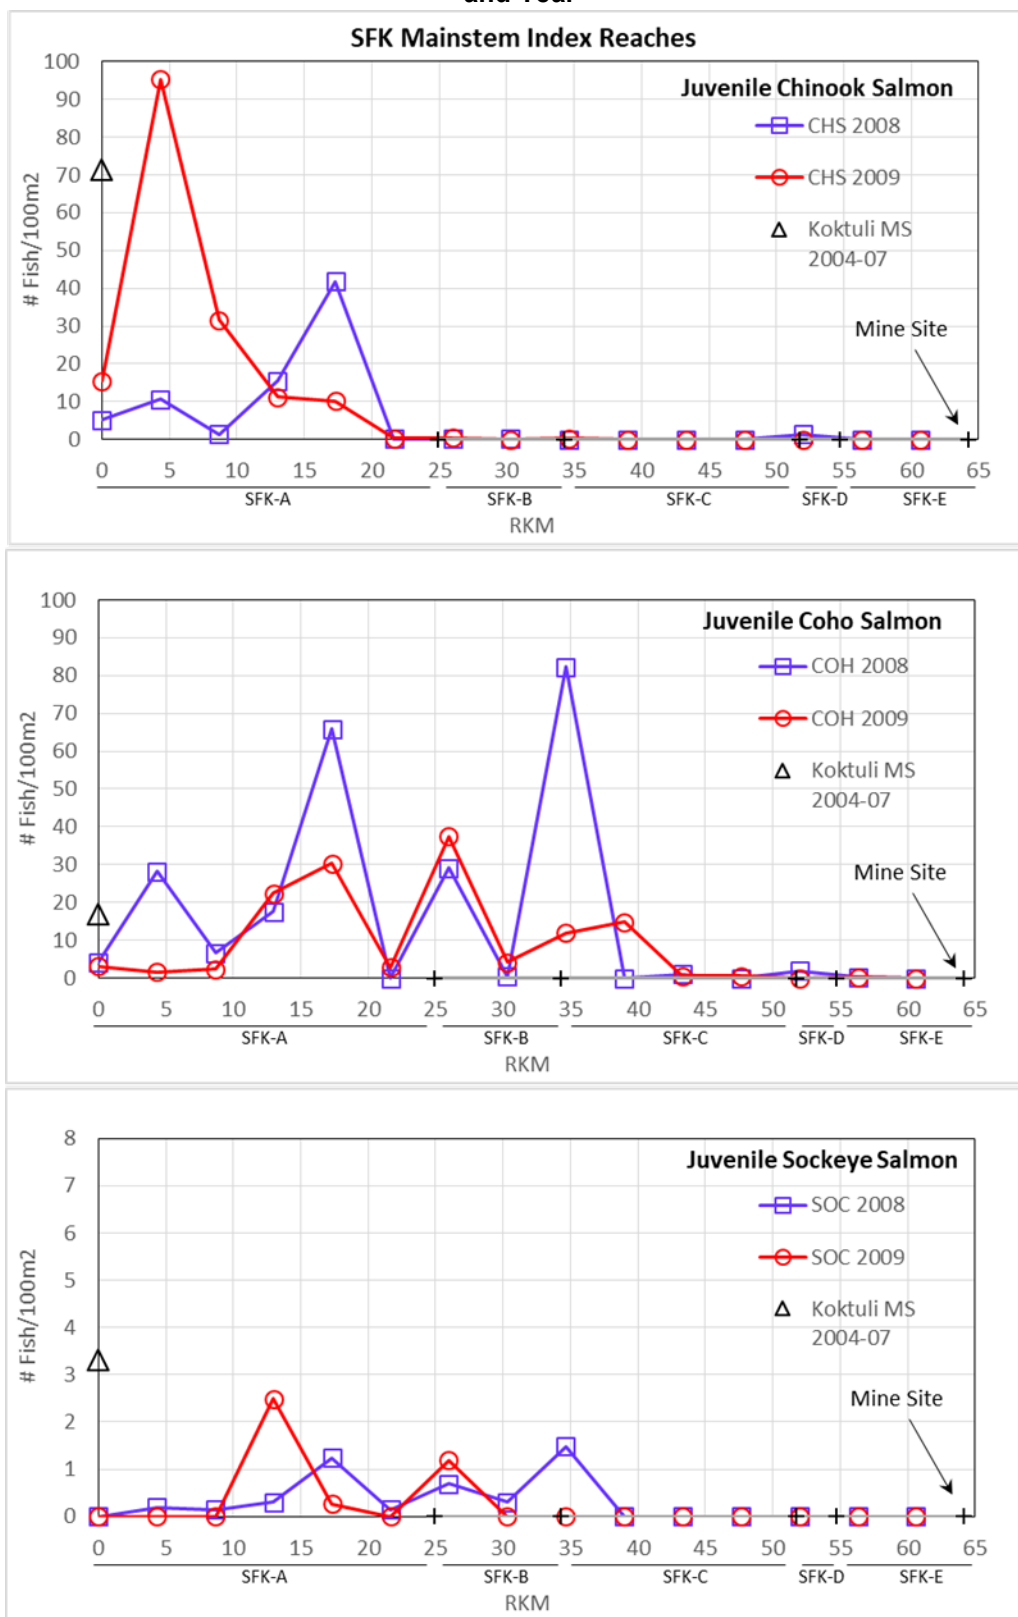 and Year
SFK Mainstem Index Reaches
100
90
80
70
60
50
40
30
20
10
0
# Fish/100m2
Juvenile Chinook Salmon
CHS 2008
CHS 2009
Koktuli MS
2004-07
Mine Site
0 5 10 15 20 25 30 35 40 45 50 55 60 65
SFK-A SFK-B SFK-C SFK-D SFK-E
RKM
100
90
80
70
60
50
40
30
20
10
0
# Fish/100m2
Juvenile Coho Salmon
COH 2008
COH 2009
Koktuli MS
2004-07
Mine Site
0 5 10 15 20 25 30 35 40 45 50 55 60 65
SFK-A SFK-B SFK-C SFK-D SFK-E
RKM
8
7
6
5
4
3
2
1
0
# Fish/100m2
Juvenile Sockeye Salmon
SOC 2008
SOC 2009
Koktuli MS
2004-07
Mine Site
0 5 10 15 20 25 30 35 40 45 50 55 60 65
SFK-A SFK-B SFK-C SFK-D SFK-E
RKM